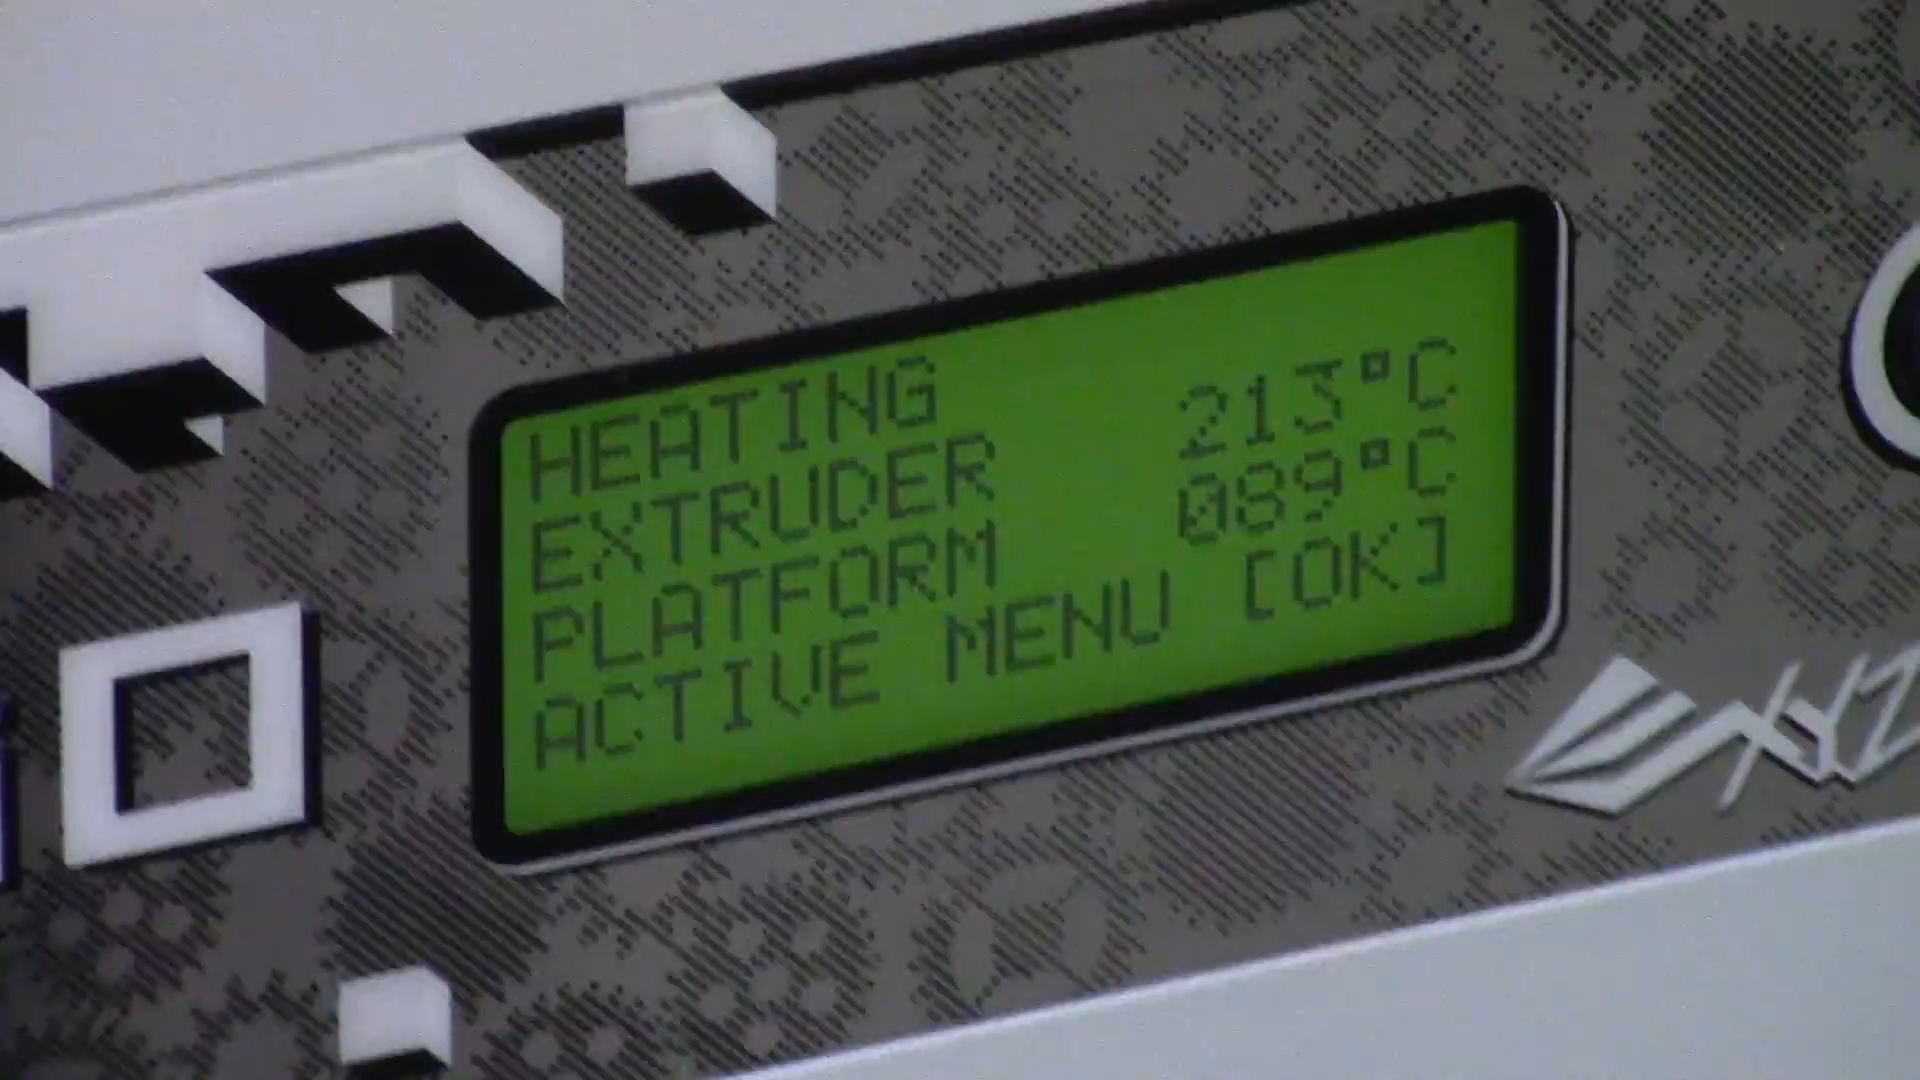 HEATING
EXTRUDER 213°C
PLATFORM 089°C
ACTIVE MENU [OK]
XYZ